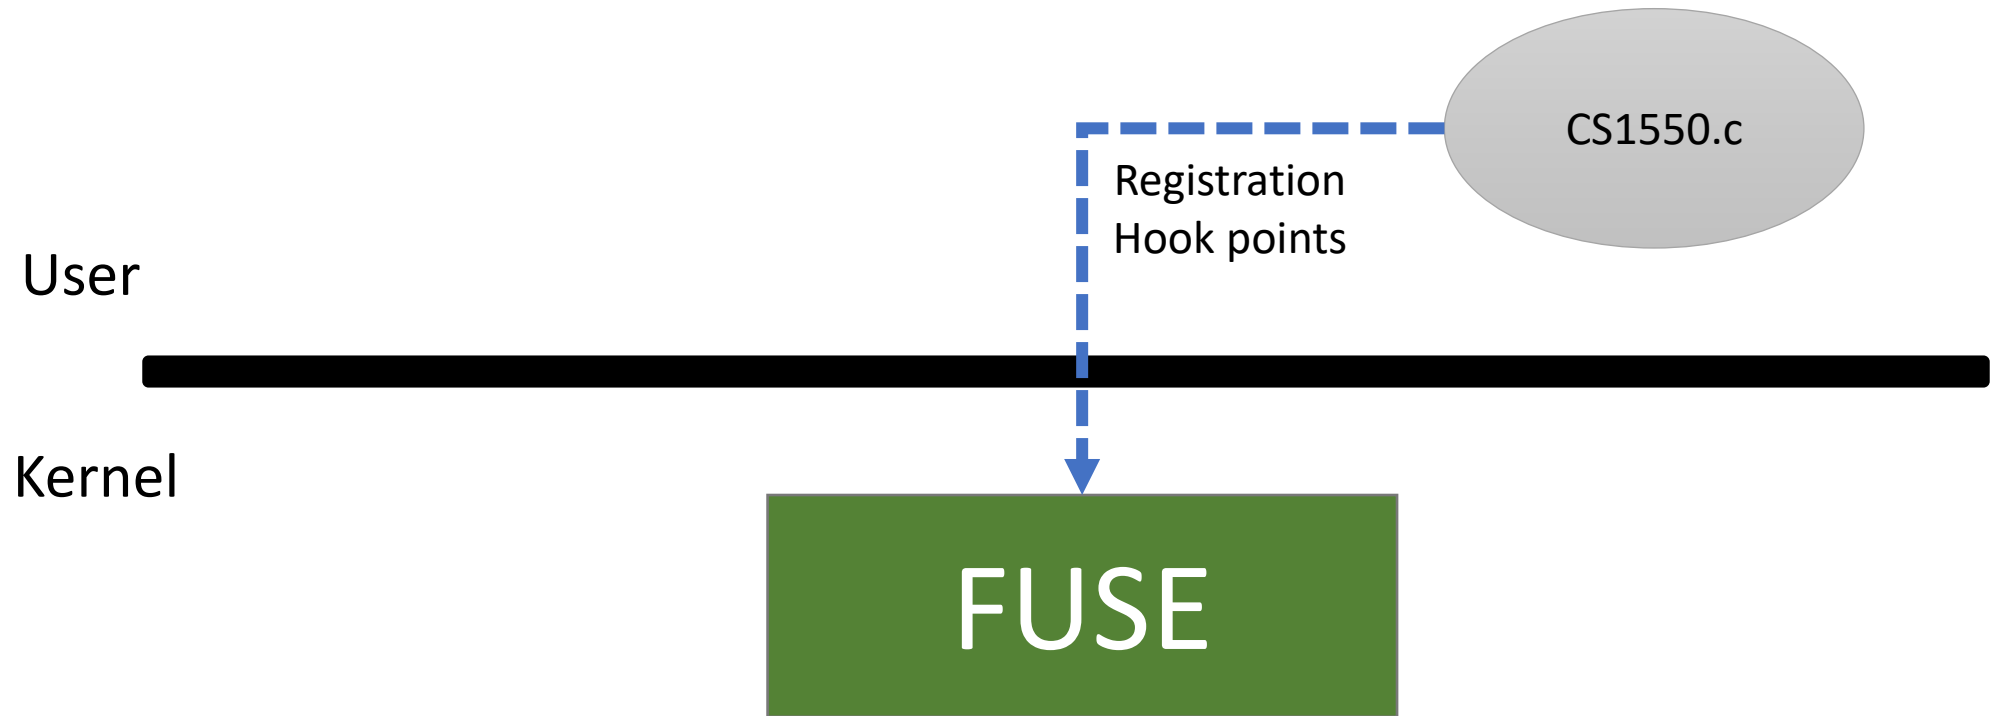 CS1550.c
Registration
Hook points
User
Kernel
FUSE